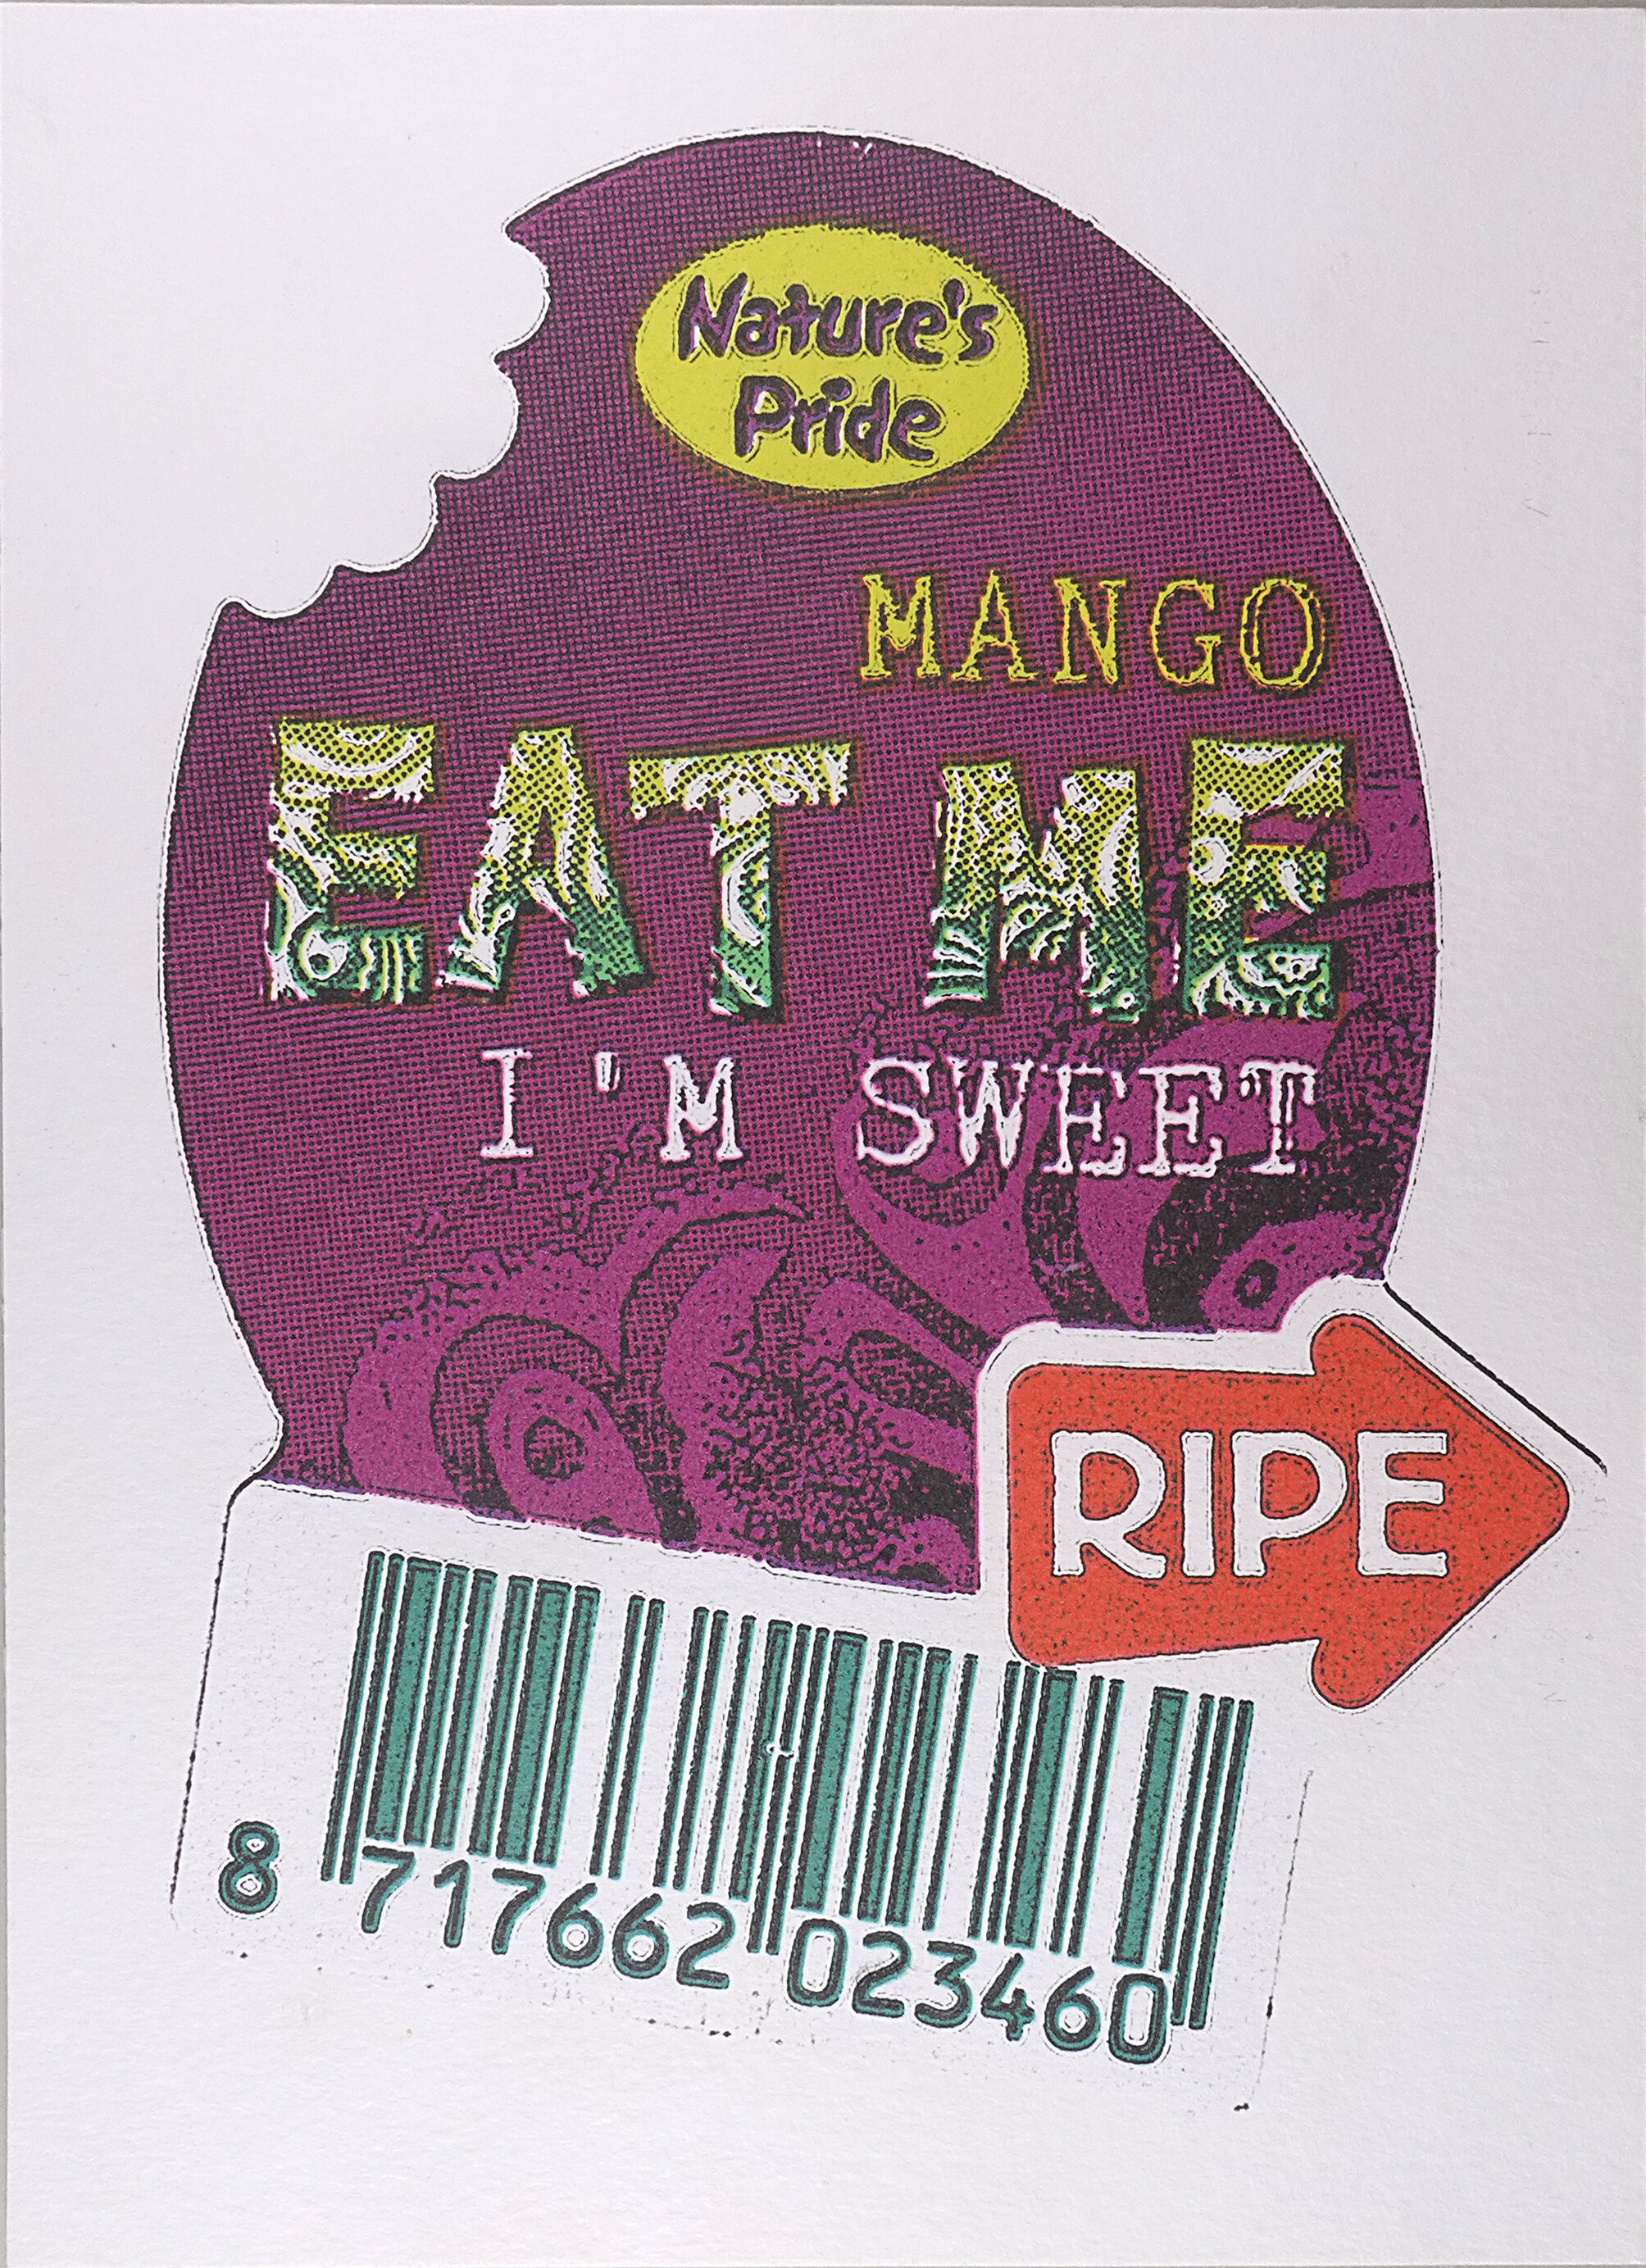 Nature's
Pride
MANGO
EAT ME
I'M SWEET
RIPE
8 717662 023460